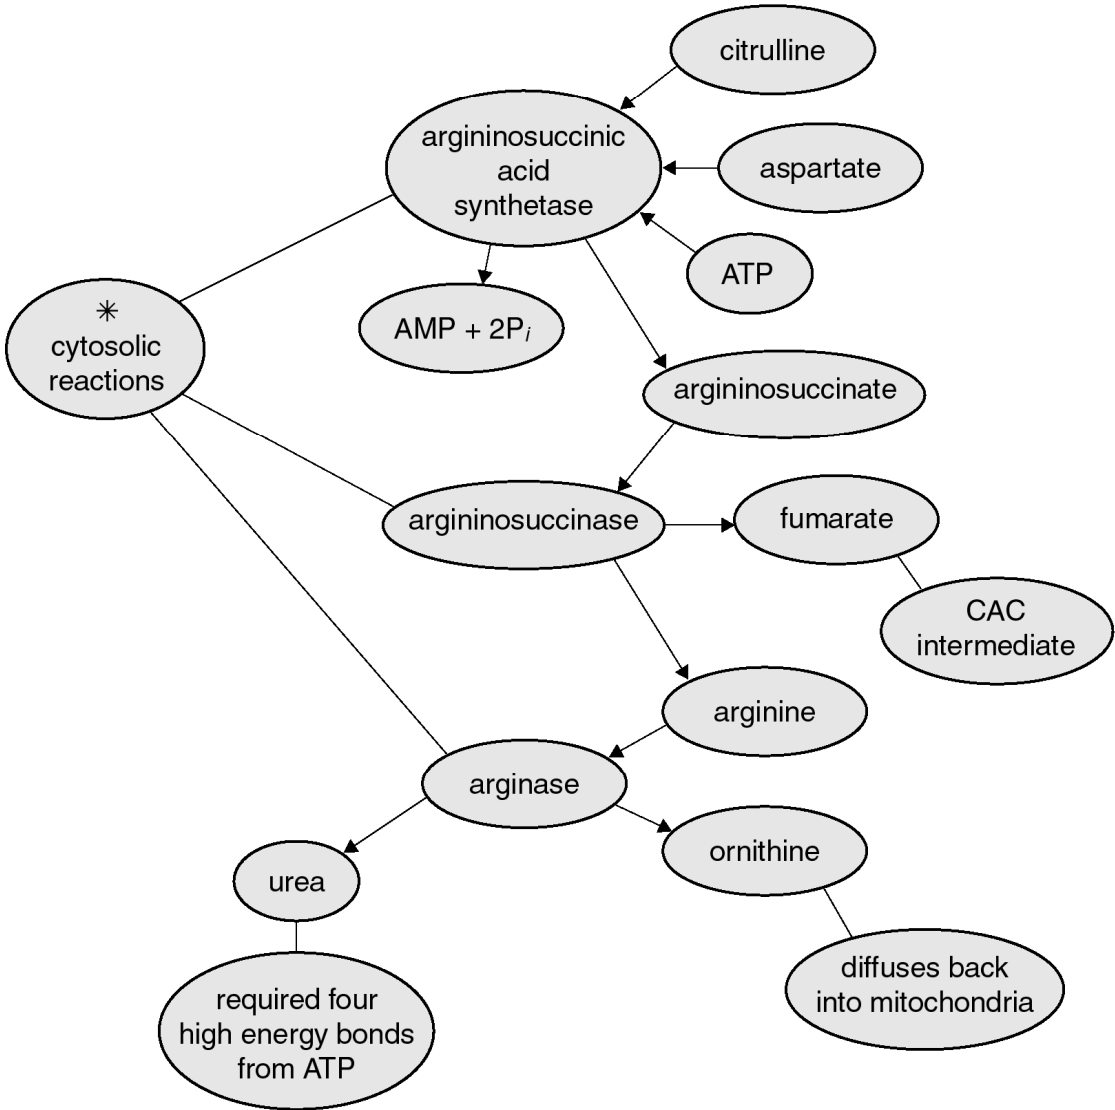 citrulline
argininosuccinic
acid
synthetase
aspartate
ATP
AMP + 2Pᵢ
✳
cytosolic
reactions
argininosuccinate
argininosuccinase
fumarate
CAC
intermediate
arginine
arginase
ornithine
urea
diffuses back
into mitochondria
required four
high energy bonds
from ATP